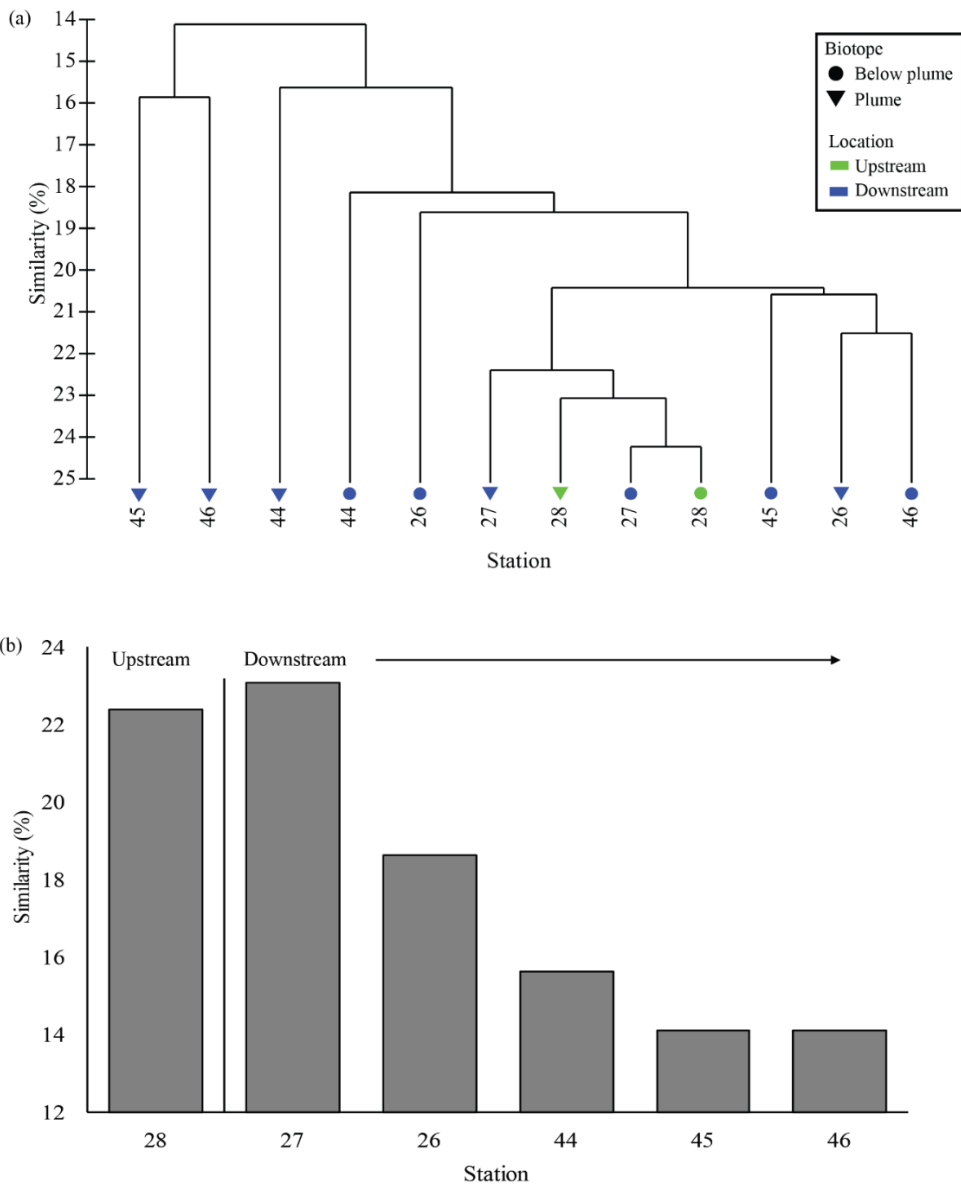 (a)
14
15
16
17
18
19
20
21
22
23
24
25
Similarity (%)
Biotope
Below plume
Plume
Location
Upstream
Downstream
45 46 44 44 26 27 28 27 28 45 26 46
Station
(b)
24
22
20
18
16
14
12
Similarity (%)
Upstream Downstream
28 27 26 44 45 46
Station